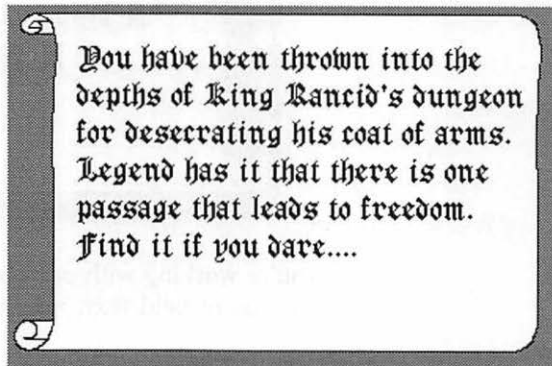 You have been thrown into the
depths of King Rancid's dungeon
for desecrating his coat of arms.
Legend has it that there is one
passage that leads to freedom.
Find it if you dare....